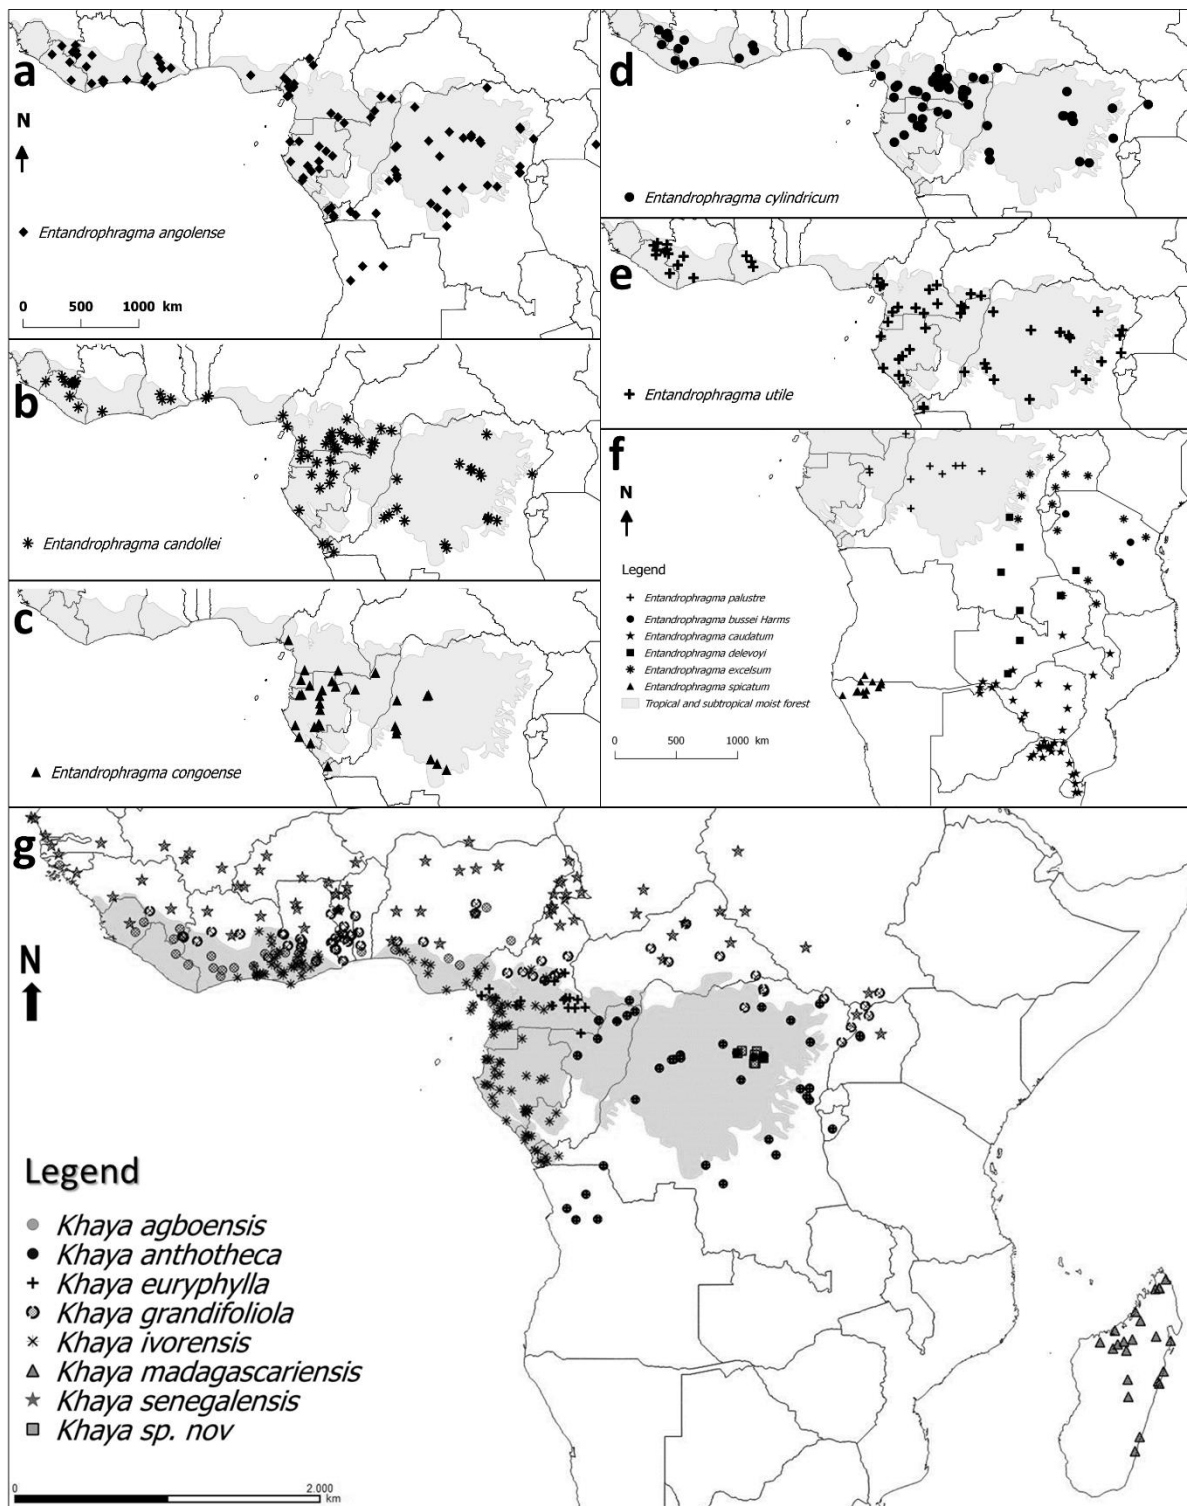 a
N
Entandrophragma angolense
0 500 1000 km
b
Entandrophragma candollei
c
Entandrophragma congoense
d
Entandrophragma cylindricum
e
Entandrophragma utile
f
N
Legend
Entandrophragma palustre
Entandrophragma bussei Harms
Entandrophragma caudatum
Entandrophragma delevoyi
Entandrophragma excelsum
Entandrophragma spicatum
Tropical and subtropical moist forest
0 500 1000 km
g
N
Legend
Khaya agboensis
Khaya anthotheca
Khaya euryphylla
Khaya grandifoliola
Khaya ivorensis
Khaya madagascariensis
Khaya senegalensis
Khaya sp. nov
0 2.000
km